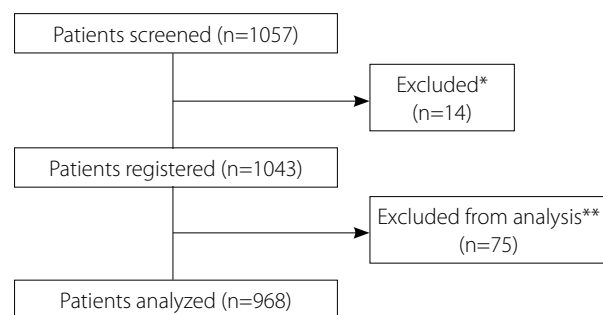 Patients screened (n=1057)
Excluded*
(n=14)
Patients registered (n=1043)
Excluded from analysis**
(n=75)
Patients analyzed (n=968)